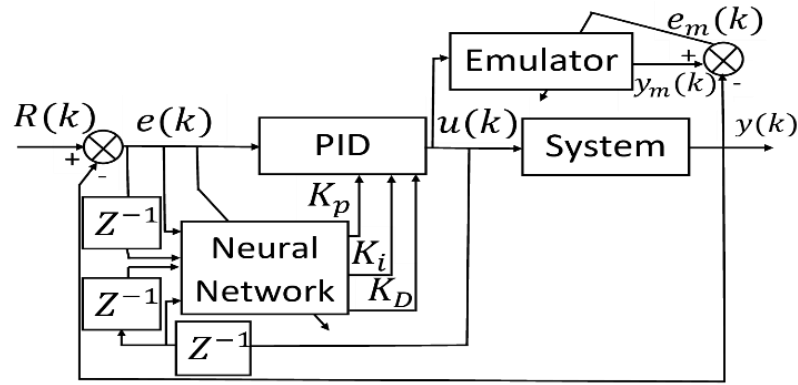 e_m(k)
Emulator
+
y_m(k)
-
R(k)
e(k)
PID
u(k)
System
y(k)
+
-
K_p
Z^{-1}
Neural
Network
K_i
K_D
Z^{-1}
Z^{-1}